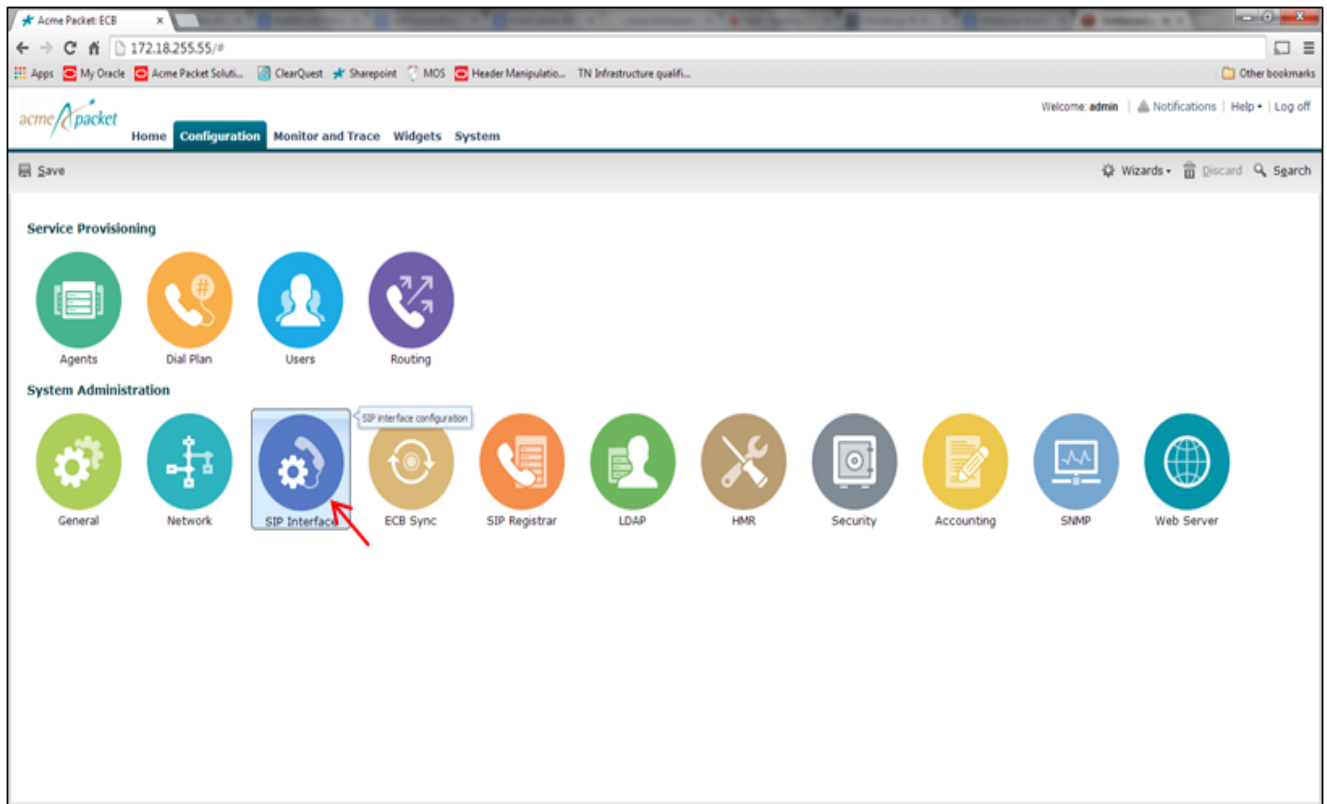 Acme Packet: ECB
172.18.255.55/#
Apps My Oracle Acme Packet Soluti... ClearQuest Sharepoint MOS Header Manipulatio... TN Infrastructure qualifi... Other bookmarks
acme packet
Welcome: admin | Notifications | Help | Log off
Home Configuration Monitor and Trace Widgets System
Save Wizards Discard Search
Service Provisioning
Agents Dial Plan Users Routing
System Administration
SIP interface configuration
General Network SIP Interface ECB Sync SIP Registrar LDAP HMR Security Accounting SNMP Web Server